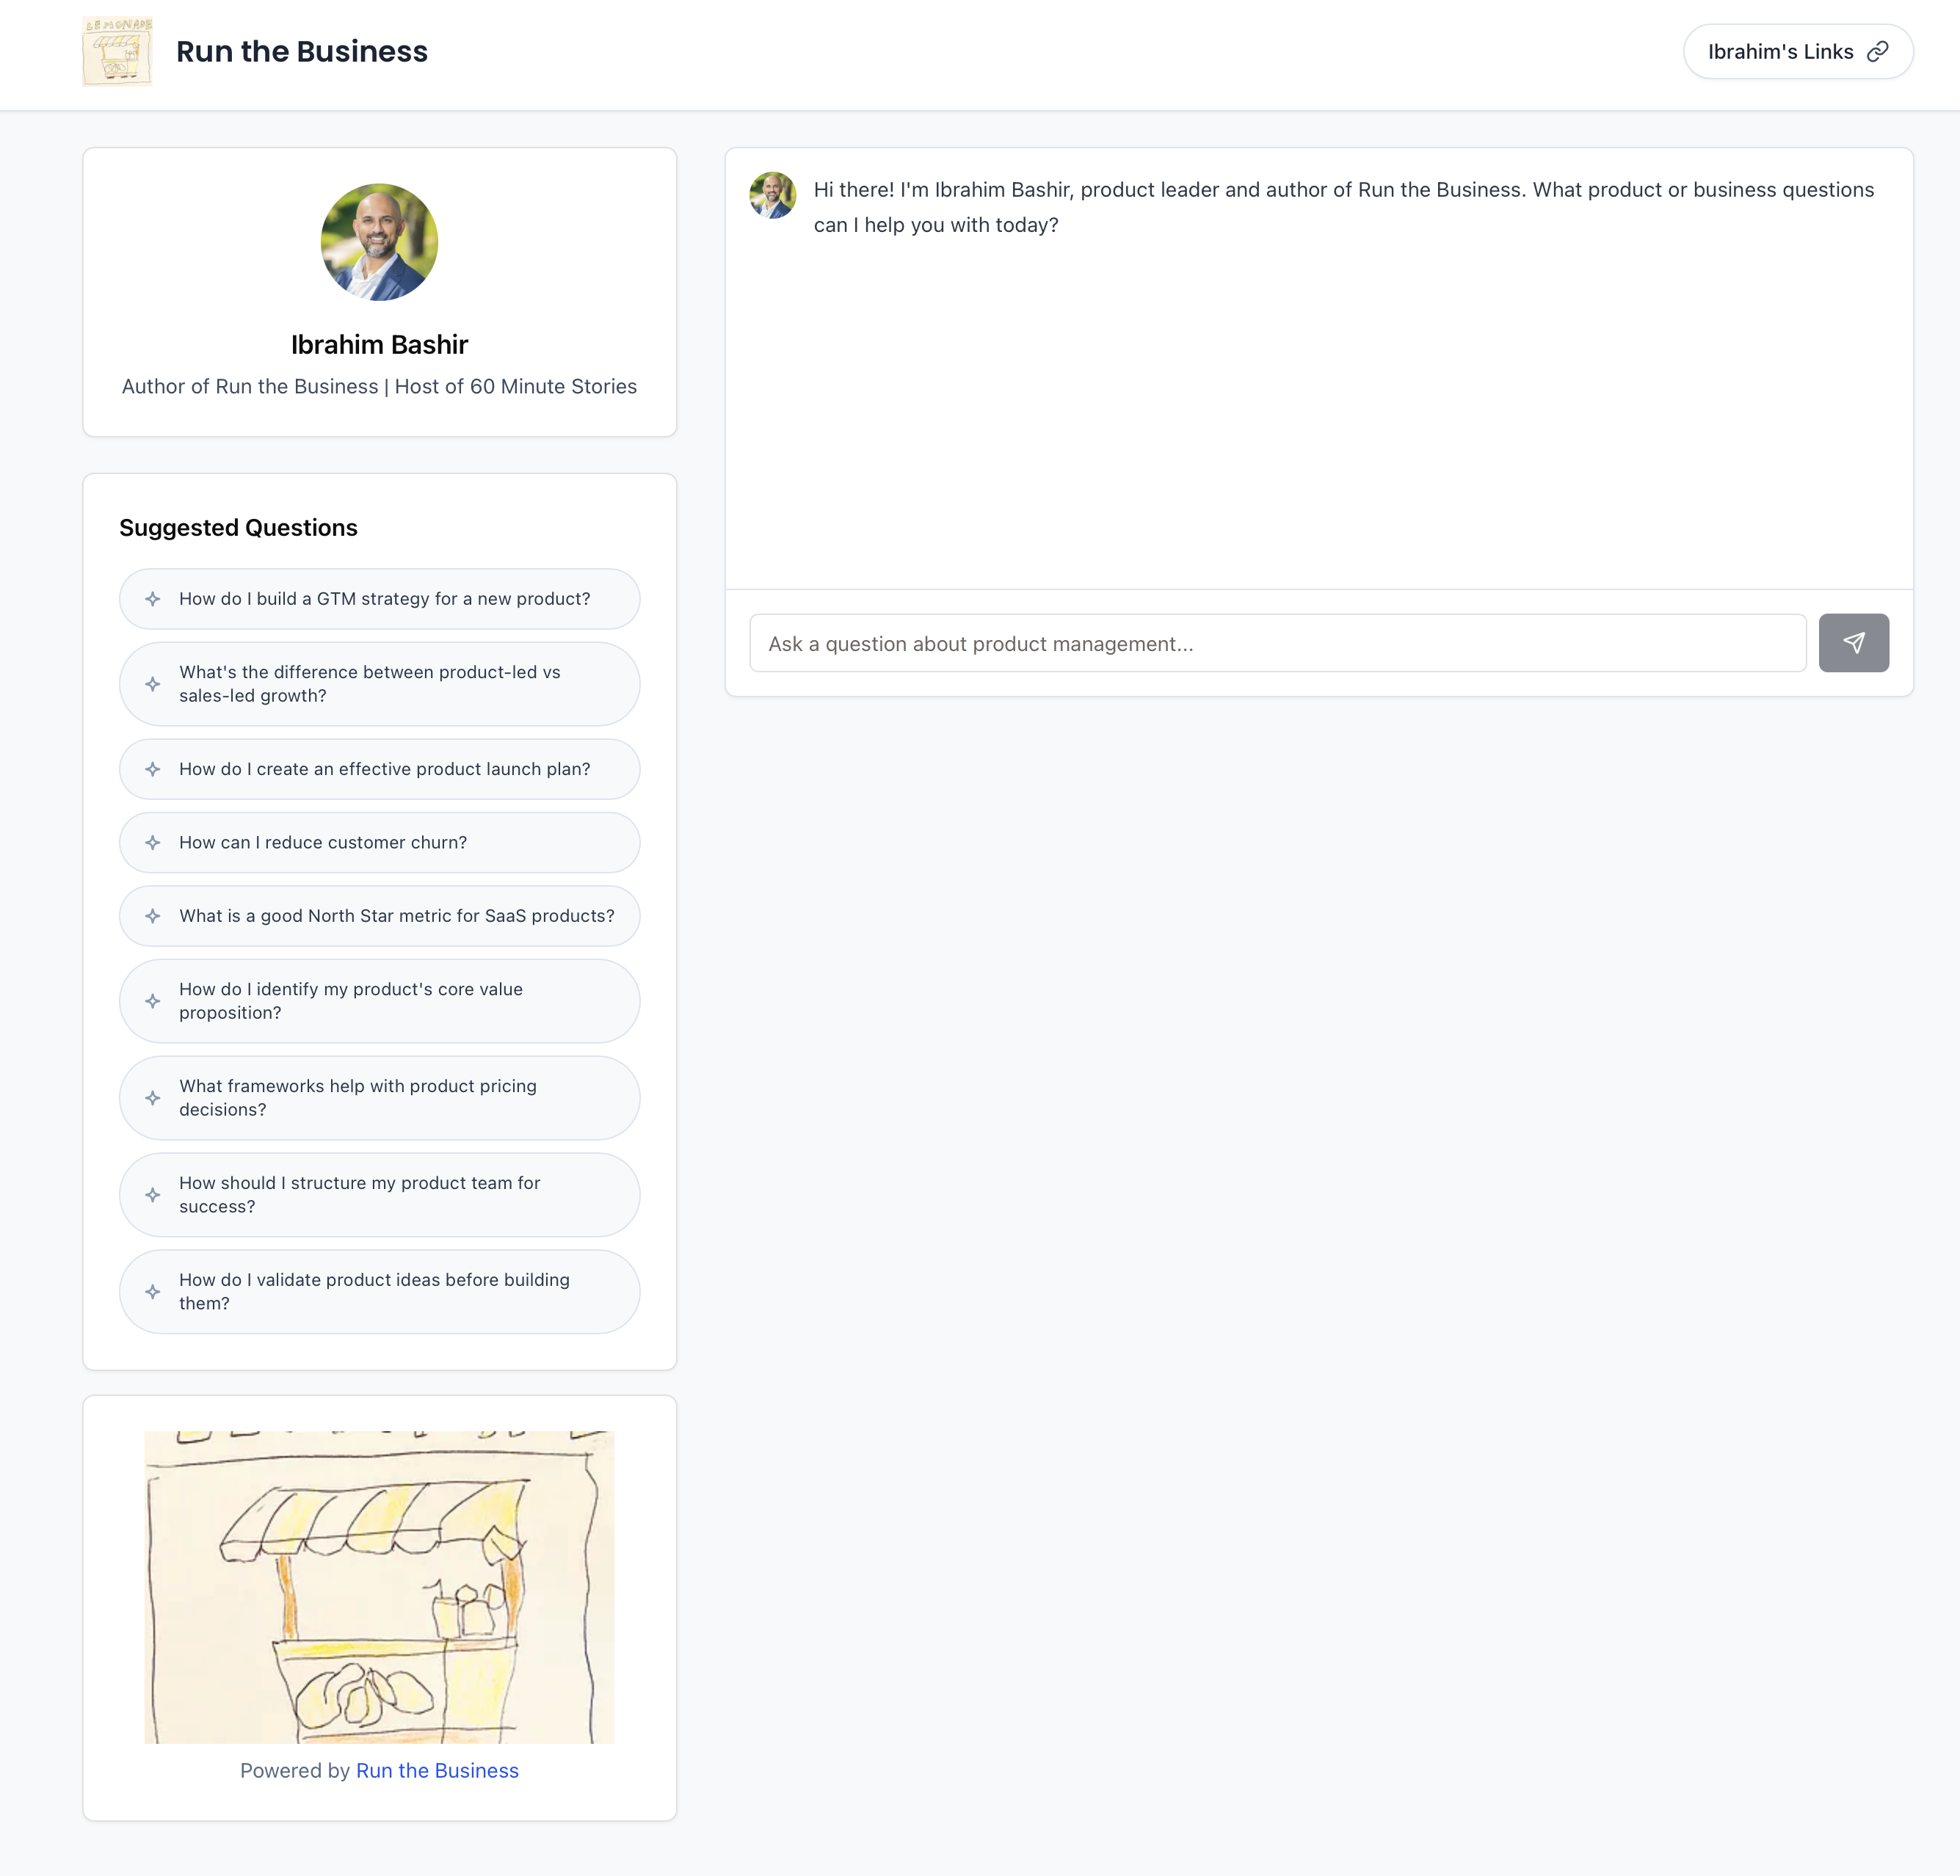 LEMONADE
Run the Business
Ibrahim's Links
Ibrahim Bashir
Author of Run the Business | Host of 60 Minute Stories
Suggested Questions
How do I build a GTM strategy for a new product?
What's the difference between product-led vs
sales-led growth?
How do I create an effective product launch plan?
How can I reduce customer churn?
What is a good North Star metric for SaaS products?
How do I identify my product's core value
proposition?
What frameworks help with product pricing
decisions?
How should I structure my product team for
success?
How do I validate product ideas before building
them?
Powered by Run the Business
Hi there! I'm Ibrahim Bashir, product leader and author of Run the Business. What product or business questions
can I help you with today?
Ask a question about product management...